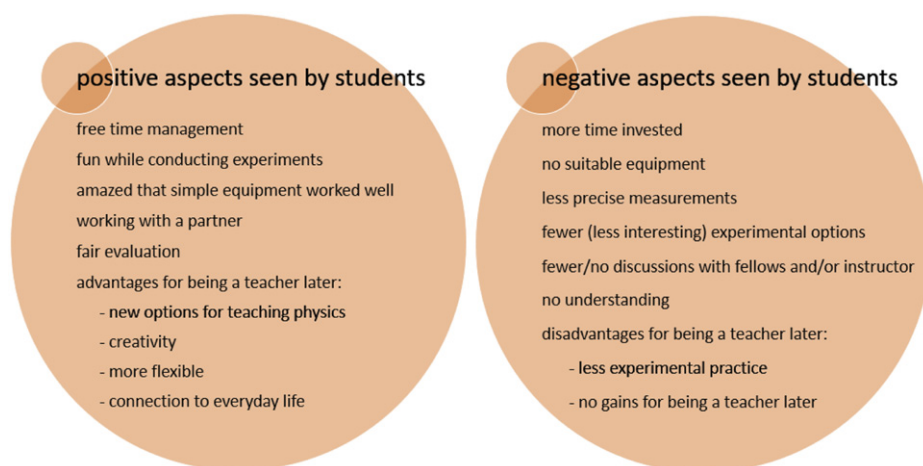 positive aspects seen by students
free time management
fun while conducting experiments
amazed that simple equipment worked well
working with a partner
fair evaluation
advantages for being a teacher later:
- new options for teaching physics
- creativity
- more flexible
- connection to everyday life
negative aspects seen by students
more time invested
no suitable equipment
less precise measurements
fewer (less interesting) experimental options
fewer/no discussions with fellows and/or instructor
no understanding
disadvantages for being a teacher later:
- less experimental practice
- no gains for being a teacher later